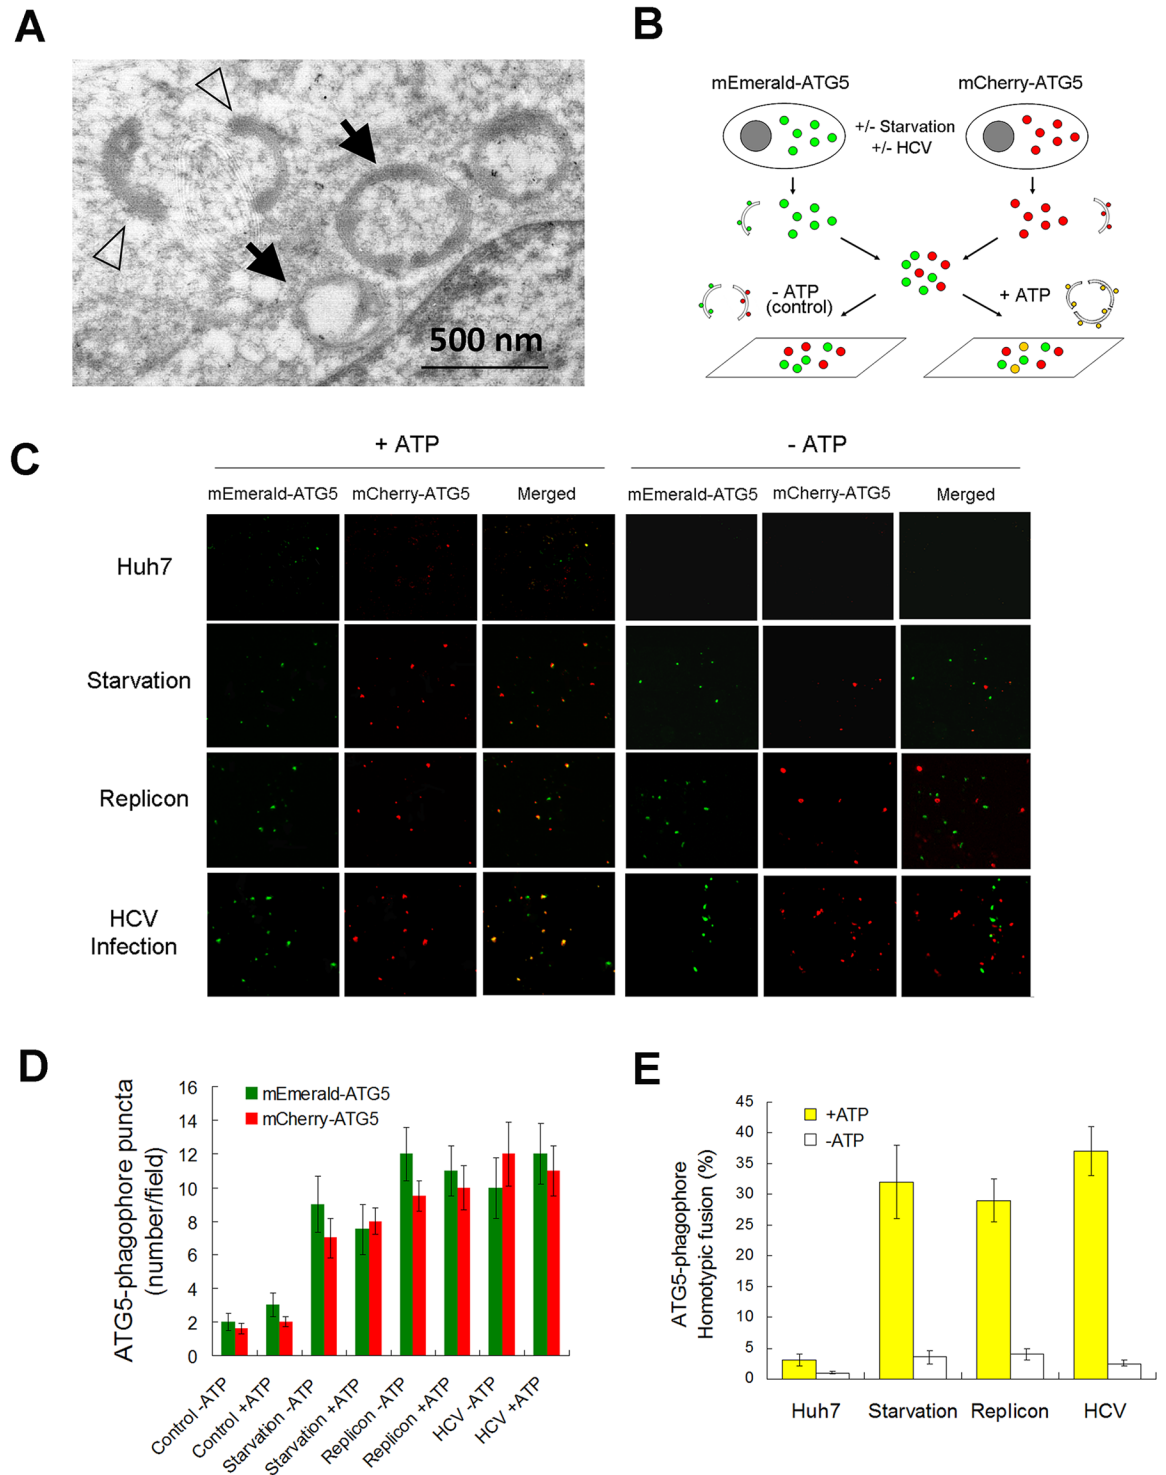 A
500 nm
B
mEmerald-ATG5
mCherry-ATG5
+/- Starvation
+/- HCV
- ATP
(control)
+ ATP
C
+ ATP
- ATP
mEmerald-ATG5
mCherry-ATG5
Merged
mEmerald-ATG5
mCherry-ATG5
Merged
Huh7
Starvation
Replicon
HCV
Infection
D
ATG5-phagophore puncta
(number/field)
16
14
12
10
8
6
4
2
0
mEmerald-ATG5
mCherry-ATG5
Control -ATP
Control +ATP
Starvation -ATP
Starvation +ATP
Replicon -ATP
Replicon +ATP
HCV -ATP
HCV +ATP
E
ATG5-phagophore
Homotypic fusion (%)
45
40
35
30
25
20
15
10
5
0
+ATP
-ATP
Huh7
Starvation
Replicon
HCV